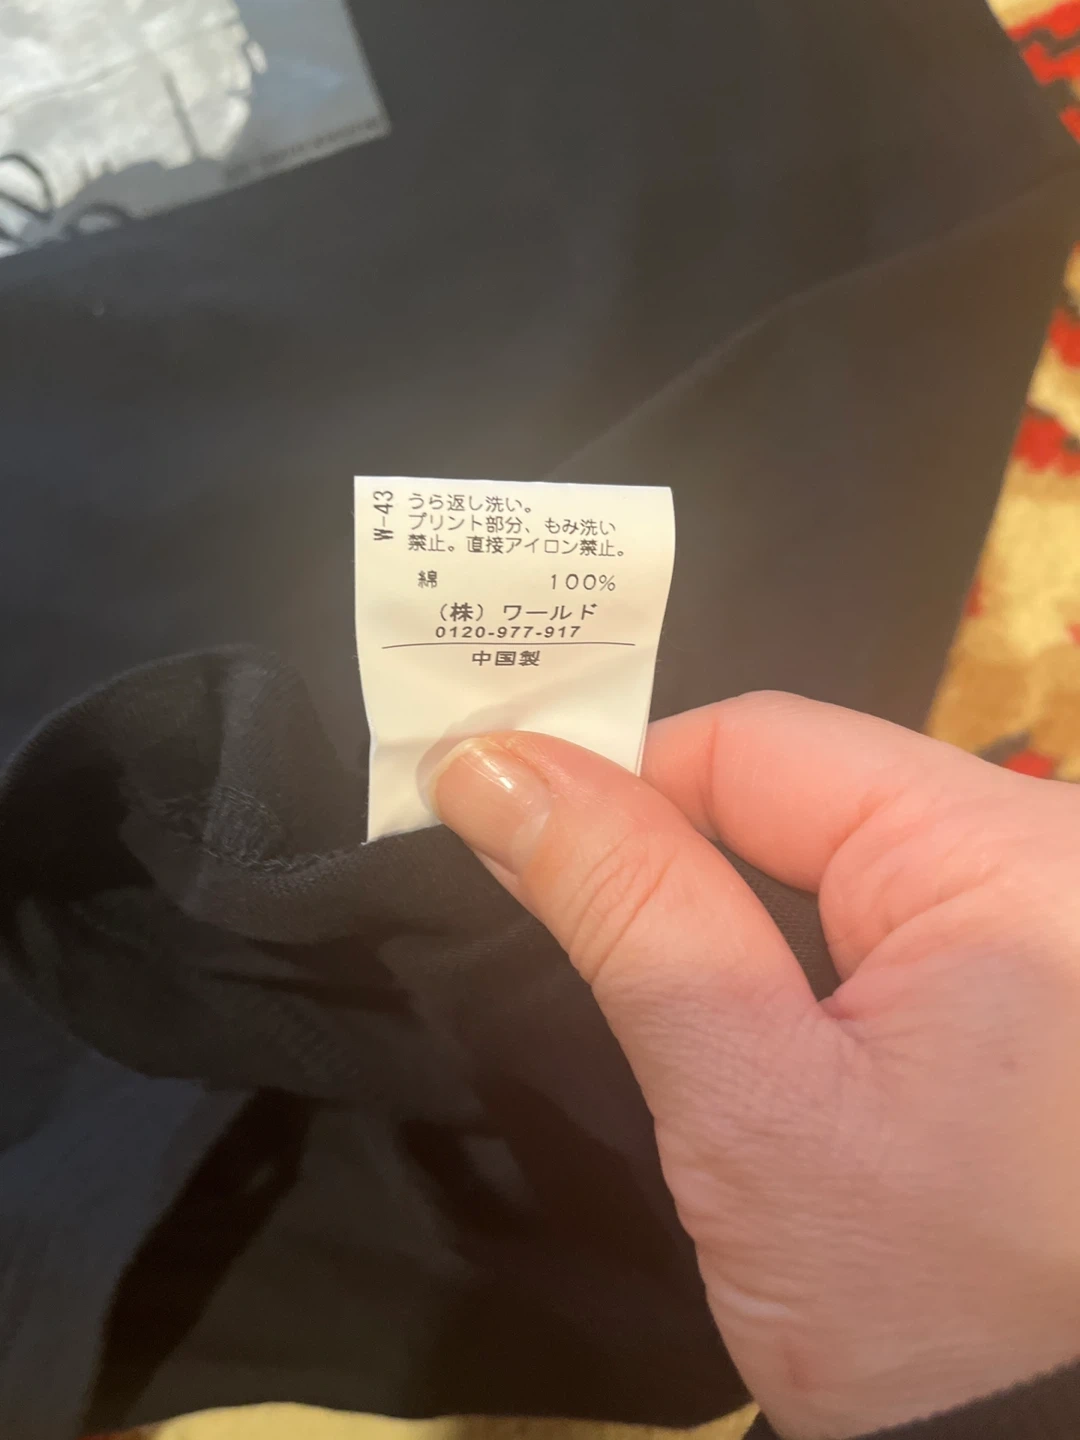 W-43
うら返し洗い。
プリント部分、もみ洗い
禁止。直接アイロン禁止。
綿 100%
（株）ワールド
0120-977-917
中国製